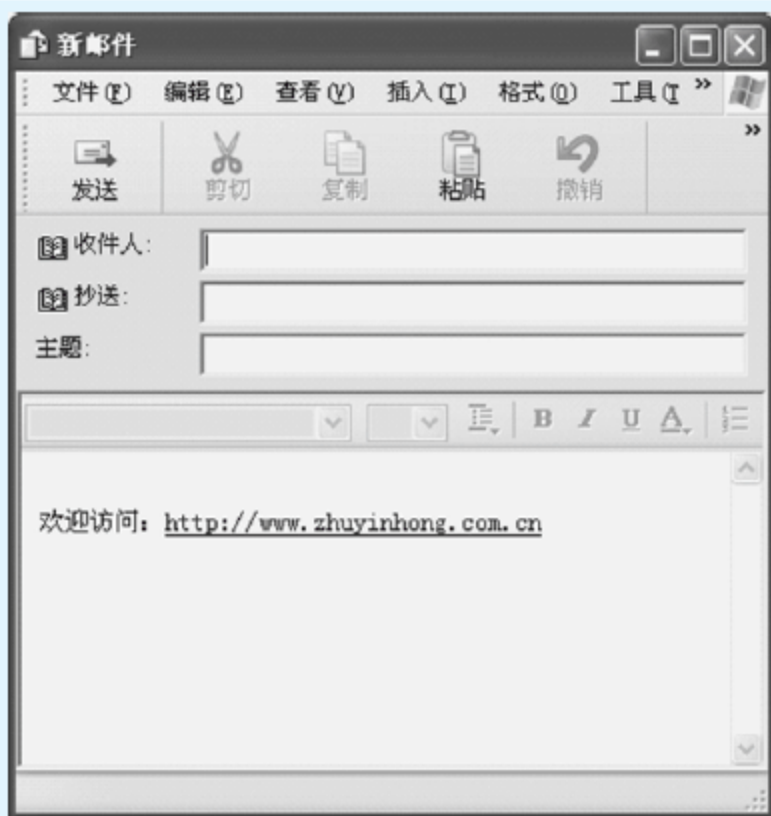 新邮件
文件(F) 编辑(E) 查看(V) 插入(I) 格式(O) 工具(T »
发送 剪切 复制 粘贴 撤销 »
收件人:
抄送:
主题:
B I U A
欢迎访问：http://www.zhuyinhong.com.cn